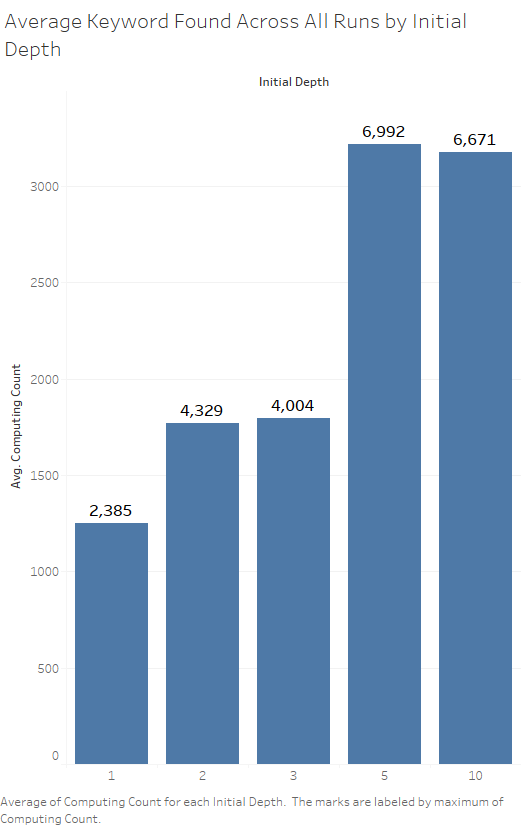 Average Keyword Found Across All Runs by Initial
Depth
Initial Depth
6,992
6,671
3000
2500
2000
4,329
4,004
Avg. Computing Count
1500
2,385
1000
500
0
1 2 3 5 10
Average of Computing Count for each Initial Depth. The marks are labeled by maximum of
Computing Count.